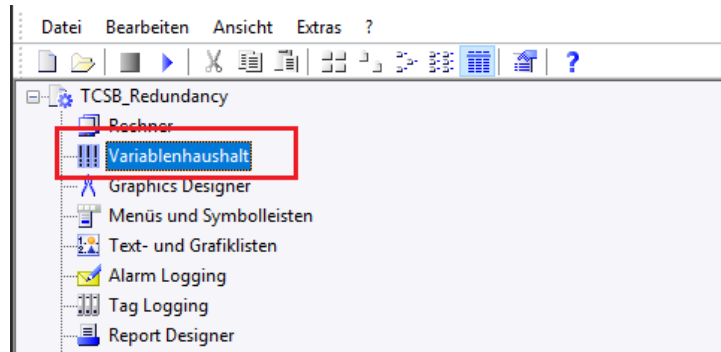 Datei Bearbeiten Ansicht Extras ?
TCSB_Redundancy
Rechner
Variablenhaushalt
Graphics Designer
Menüs und Symbolleisten
Text- und Grafiklisten
Alarm Logging
Tag Logging
Report Designer